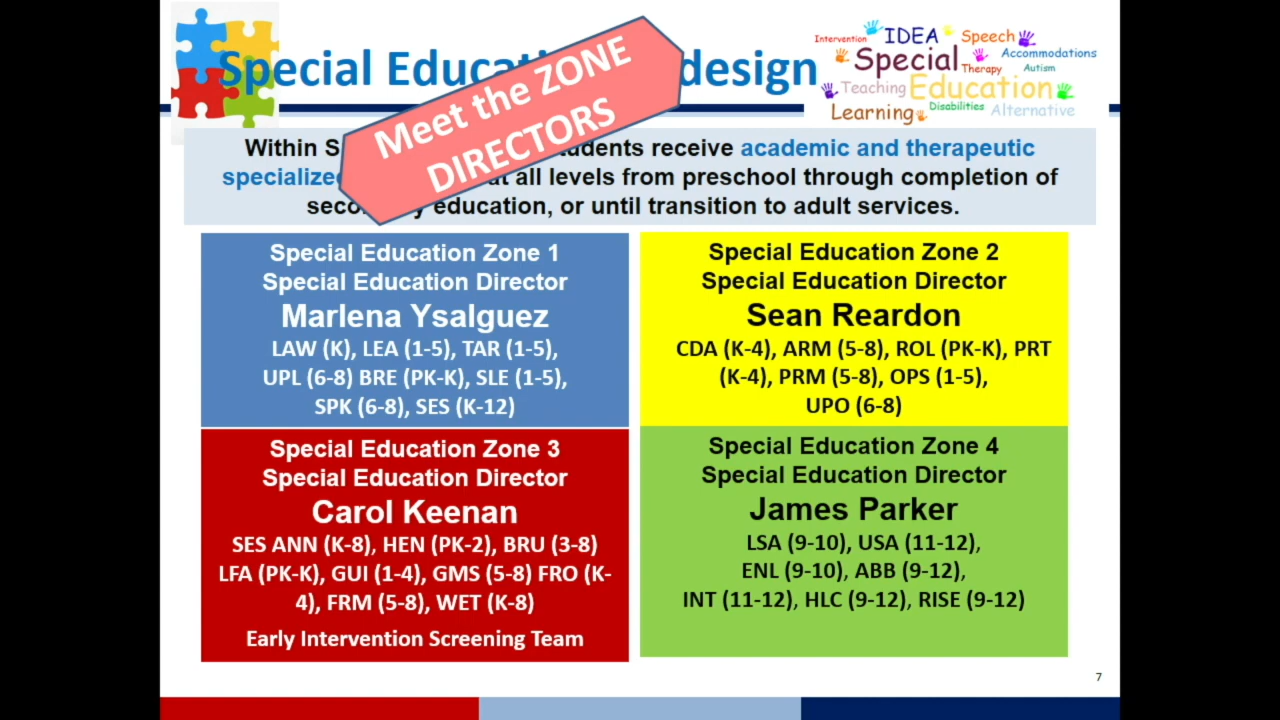 Special Educati design
Meet the ZONE
DIRECTORS
Intervention IDEA Speech
Special Therapy Accommodations
Autism
Teaching Education
Learning Disabilities Alternative
Within S tudents receive academic and therapeutic
specialized at all levels from preschool through completion of
seco y education, or until transition to adult services.
Special Education Zone 1
Special Education Director
Marlena Ysalguez
LAW (K), LEA (1-5), TAR (1-5),
UPL (6-8) BRE (PK-K), SLE (1-5),
SPK (6-8), SES (K-12)
Special Education Zone 2
Special Education Director
Sean Reardon
CDA (K-4), ARM (5-8), ROL (PK-K), PRT
(K-4), PRM (5-8), OPS (1-5),
UPO (6-8)
Special Education Zone 3
Special Education Director
Carol Keenan
SES ANN (K-8), HEN (PK-2), BRU (3-8)
LFA (PK-K), GUI (1-4), GMS (5-8) FRO (K-
4), FRM (5-8), WET (K-8)
Early Intervention Screening Team
Special Education Zone 4
Special Education Director
James Parker
LSA (9-10), USA (11-12),
ENL (9-10), ABB (9-12),
INT (11-12), HLC (9-12), RISE (9-12)
7